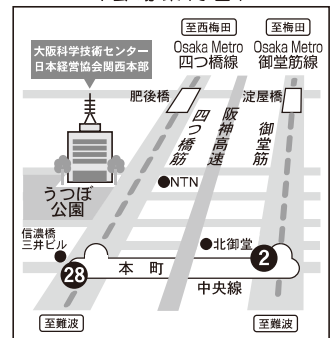 至西梅田
至梅田
大阪科学技術センター
日本経営協会関西本部
Osaka Metro
四つ橋線
Osaka Metro
御堂筋線
肥後橋
淀屋橋
四つ橋筋
阪神高速
御堂筋
うつぼ
公園
●NTN
信濃橋
三井ビル
●北御堂
28
本町
2
中央線
至難波
至難波